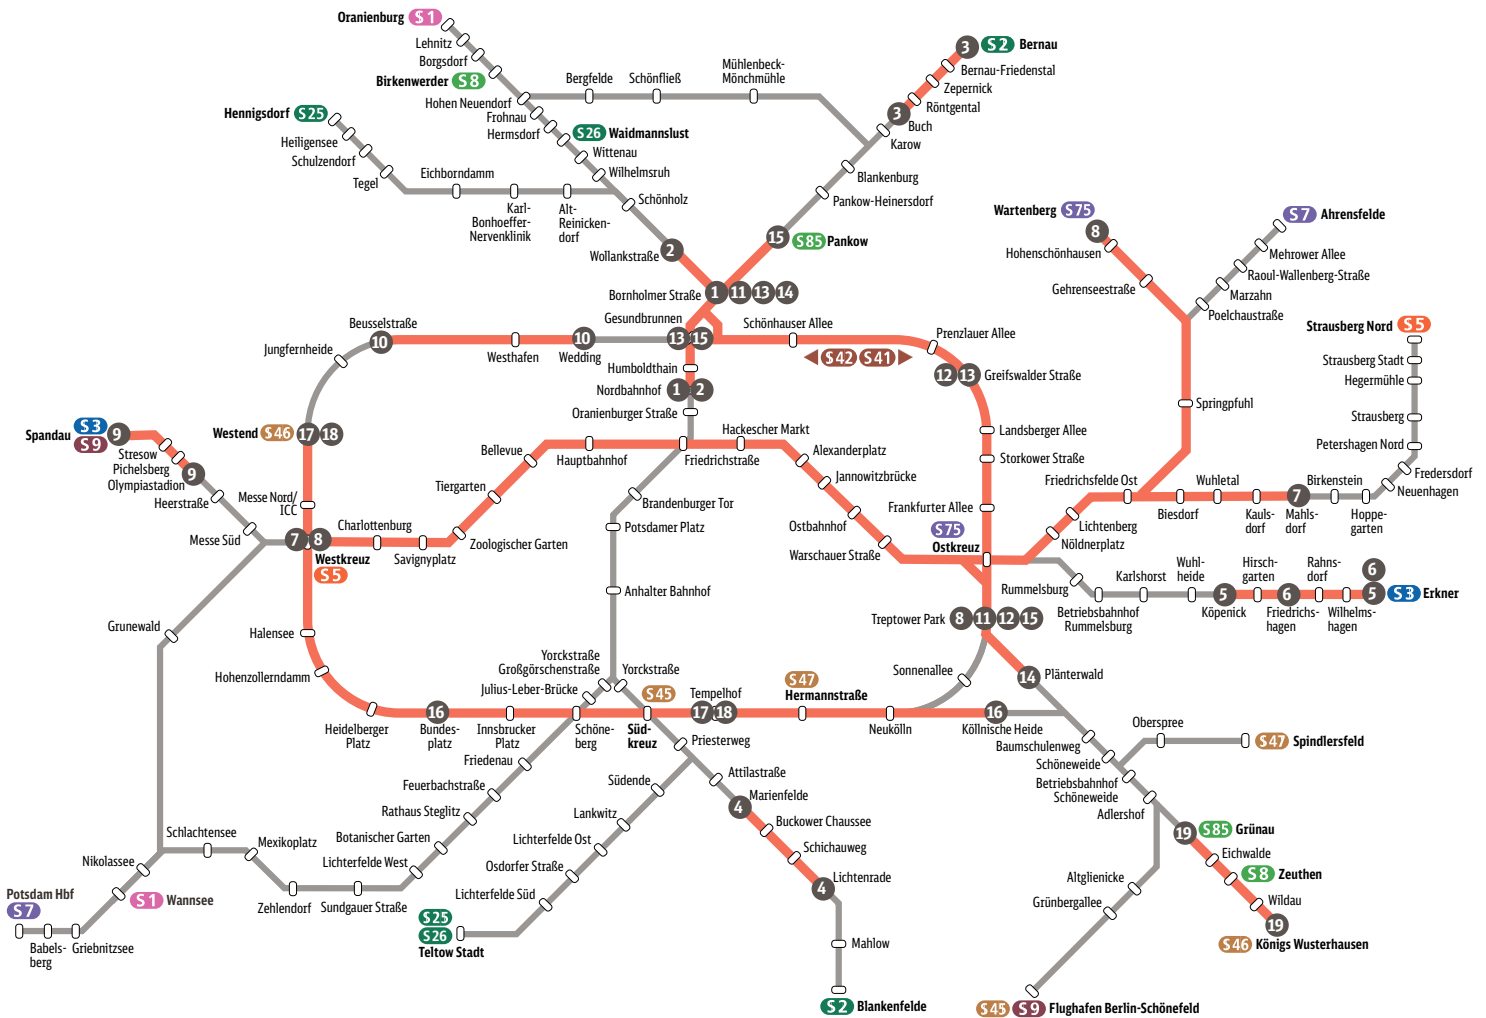 Oranienburg S 1
Lehnitz
Borgsdorf
Birkenwerder S 8
Hohen Neuendorf
Frohnau
Hermsdorf
S26 Waidmannslust
Wittenau
Wilhelmsruh
Schönholz
Wollankstraße
2
Bergfelde
Schönfließ
Mühlenbeck-
Mönchmühle
3
S 2 Bernau
Bernau-Friedenstal
Zepernick
Röntgental
3
Buch
Karow
Blankenburg
Pankow-Heinersdorf
15
S85 Pankow
Hennigsdorf S25
Heiligensee
Schulzendorf
Tegel
Eichborndamm
Karl-
Bonhoeffer-
Nervenklinik
Alt-
Reinicken-
dorf
Bornholmer Straße
1 11 13 14
Gesundbrunnen
13 15
Humboldthain
Nordbahnhof
1 2
Oranienburger Straße
Wartenberg S75
8
Hohenschönhausen
Gehrenseestraße
S 7 Ahrensfelde
Mehrower Allee
Raoul-Wallenberg-Straße
Marzahn
Poelchaustraße
Springpfuhl
Strausberg Nord S 5
Strausberg Stadt
Hegermühle
Strausberg
Petershagen Nord
Fredersdorf
Neuenhagen
Hoppe-
garten
Birkenstein
7
Mahls-
dorf
Kauls-
dorf
Wuhletal
Biesdorf
Friedrichsfelde Ost
Lichtenberg
Nöldnerplatz
Beusselstraße
10
Jungfernheide
Westhafen
10
Wedding
Schönhauser Allee
S42 S41
Prenzlauer Allee
12 13
Greifswalder Straße
Landsberger Allee
Storkower Straße
Frankfurter Allee
S75
Ostkreuz
Spandau
S 3
S 9
9
Stresow
Pichelsberg
Olympiastadion
9
Heerstraße
Messe Süd
Westend S46
17 18
Messe Nord/
ICC
7 8
Westkreuz
S 5
Charlottenburg
Savignyplatz
Zoologischer Garten
Tiergarten
Bellevue
Hauptbahnhof
Friedrichstraße
Hackescher Markt
Alexanderplatz
Jannowitzbrücke
Ostbahnhof
Warschauer Straße
Brandenburger Tor
Potsdamer Platz
Anhalter Bahnhof
Yorckstraße
Großgörschenstraße
Yorckstraße
Julius-Leber-Brücke
Rummelsburg
Betriebsbahnhof
Rummelsburg
Karlshorst
Wuhl-
heide
5
Köpenick
Hirsch-
garten
6
Friedrichs-
hagen
Rahns-
dorf
Wilhelms-
hagen
6
5
S 3 Erkner
Treptower Park
8 11 12 15
14
Plänterwald
Sonnenallee
Grunewald
Halensee
Hohenzollerndamm
Heidelberger
Platz
16
Bundes-
platz
Innsbrucker
Platz
Schöne-
berg
S45
Süd-
kreuz
Tempelhof
17 18
S47
Hermannstraße
Neukölln
16
Köllnische Heide
Baumschulenweg
Schöneweide
Betriebsbahnhof
Schöneweide
Adlershof
Oberspree
S47 Spindlersfeld
19
S85 Grünau
Eichwalde
S 8 Zeuthen
Wildau
19
S46 Königs Wusterhausen
Altglienicke
Grünbergallee
S45 S 9 Flughafen Berlin-Schönefeld
Priesterweg
Attilastraße
4
Marienfelde
Buckower Chaussee
Schichauweg
4
Lichtenrade
Mahlow
S 2 Blankenfelde
Südende
Lankwitz
Lichterfelde Ost
Osdorfer Straße
Lichterfelde Süd
S25
S26
Teltow Stadt
Friedenau
Feuerbachstraße
Rathaus Steglitz
Botanischer Garten
Lichterfelde West
Sundgauer Straße
Zehlendorf
Mexikoplatz
Schlachtensee
Nikolassee
S 1 Wannsee
Potsdam Hbf
S 7
Babels-
berg
Griebnitzsee